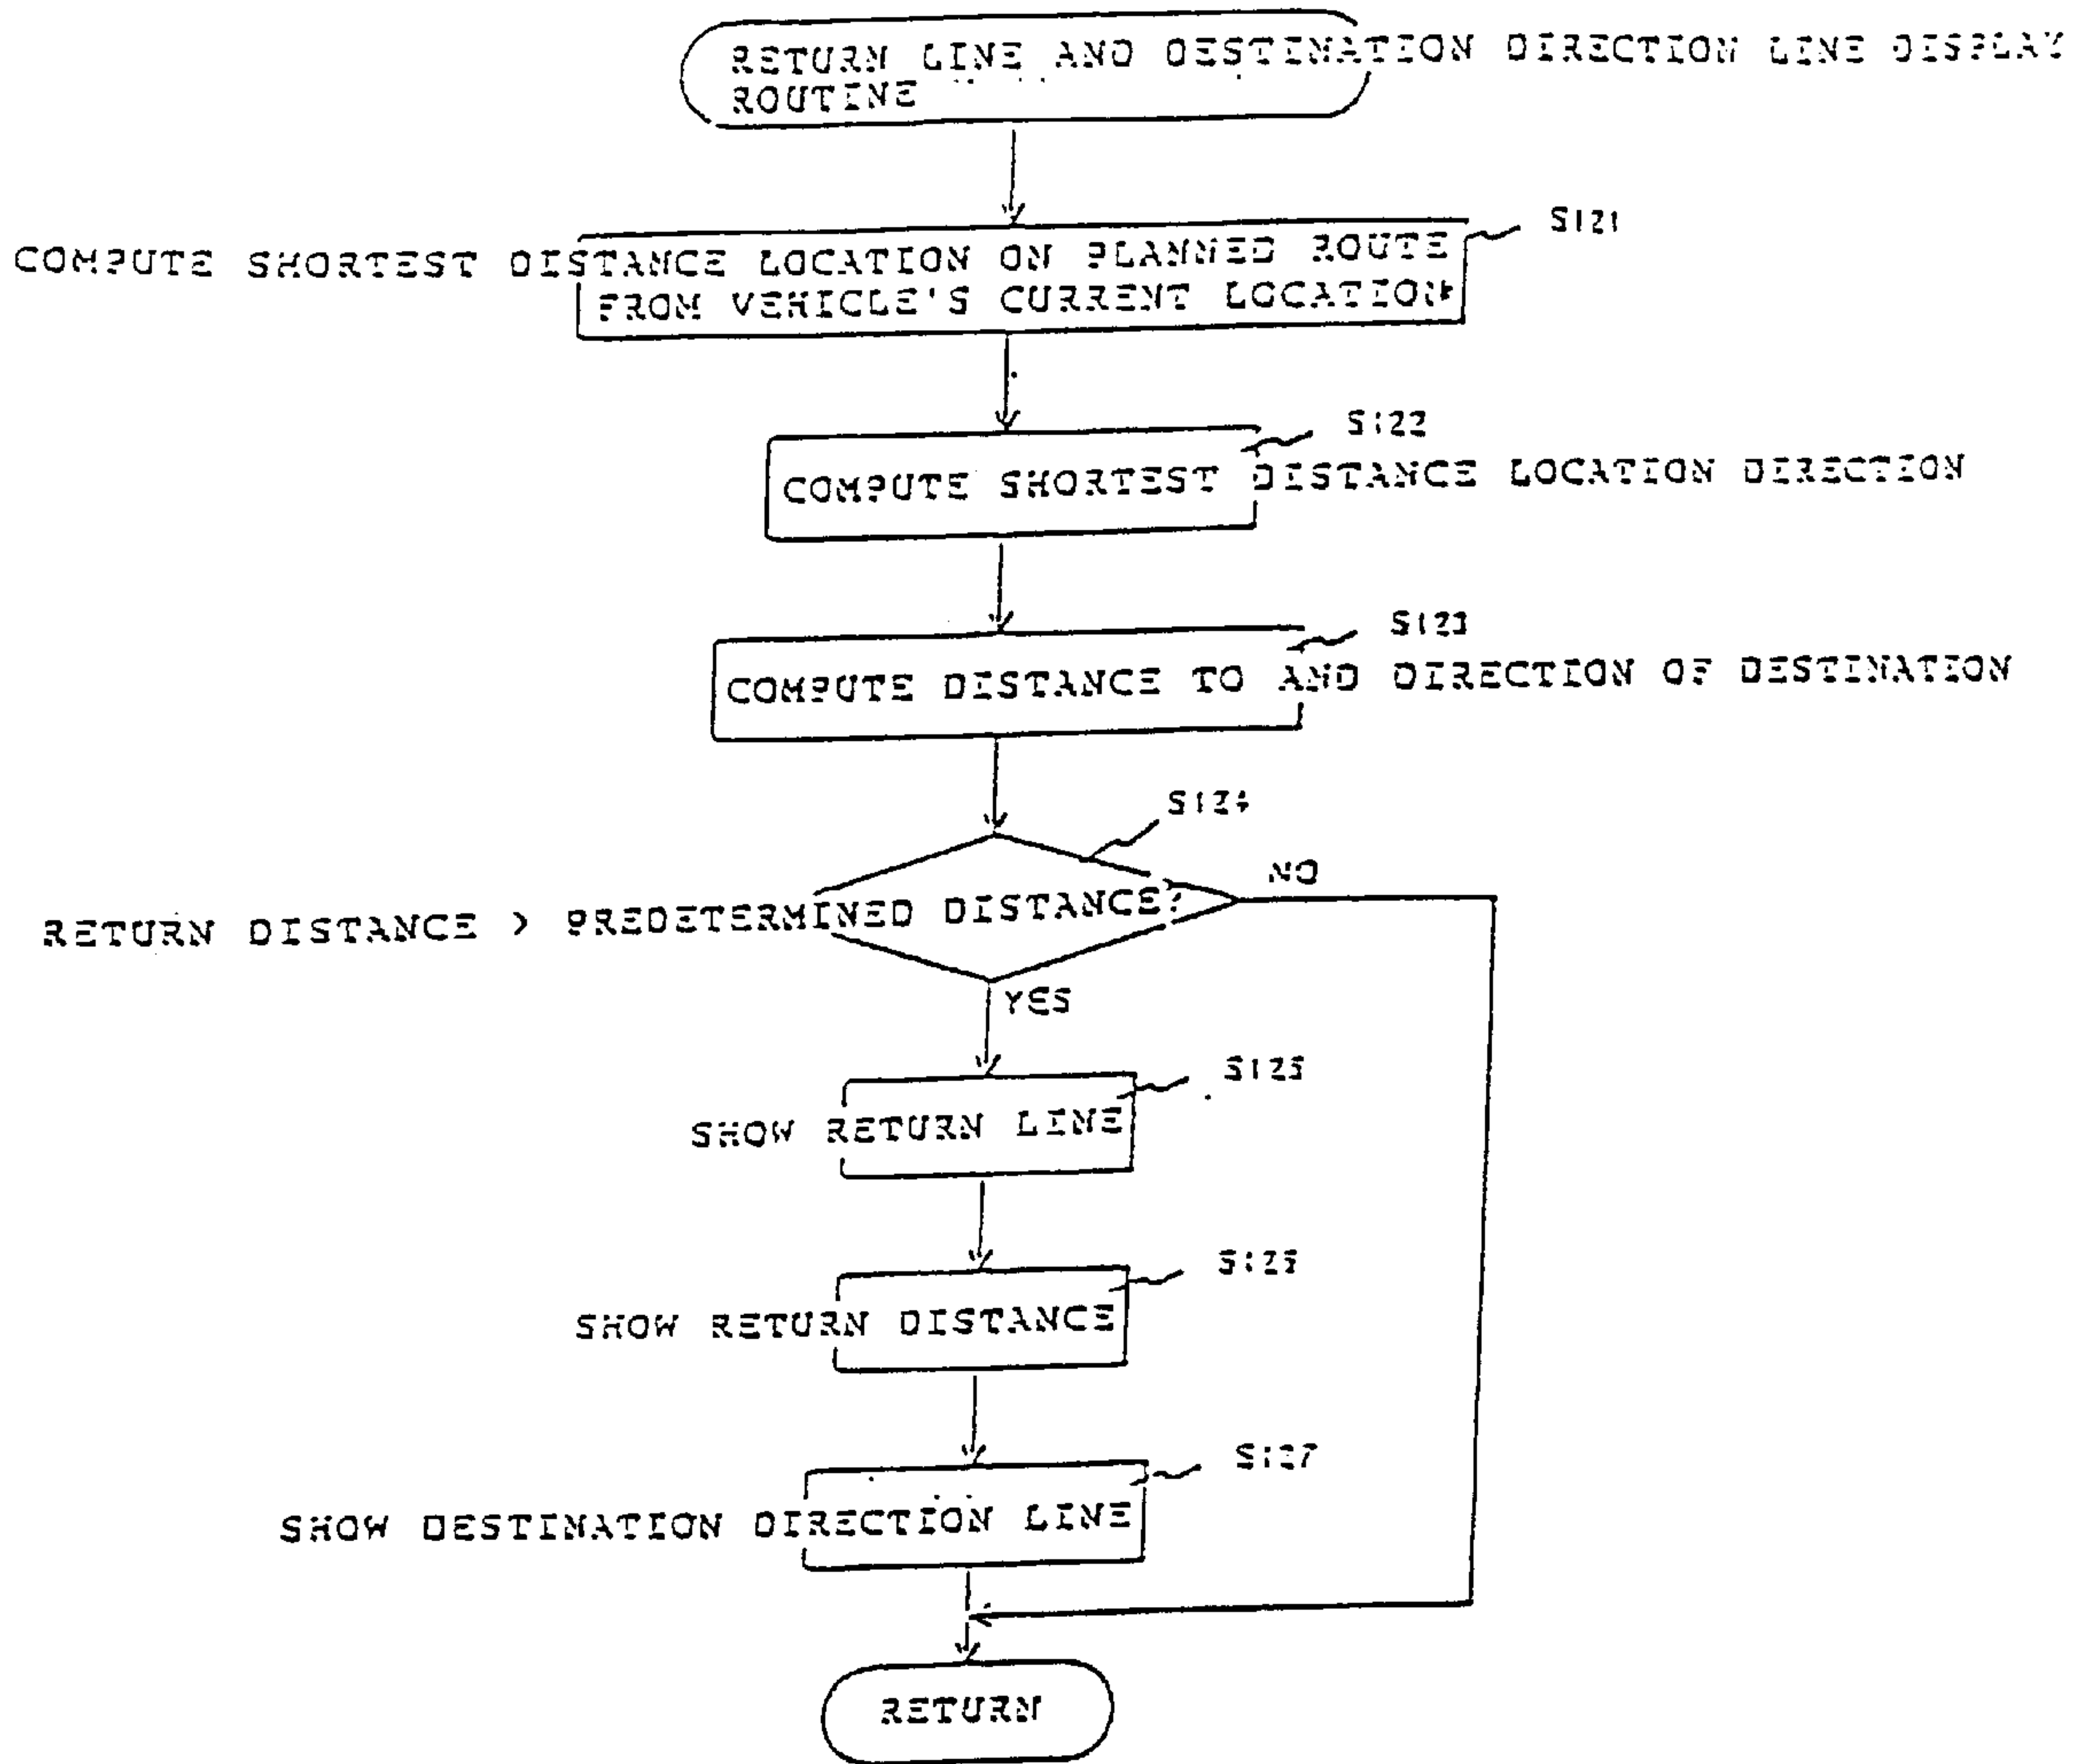 RETURN LINE AND DESTINATION DIRECTION LINE DISPLAY
ROUTINE
S121
COMPUTE SHORTEST DISTANCE LOCATION ON PLANNED ROUTE
FROM VEHICLE'S CURRENT LOCATION
S122
COMPUTE SHORTEST DISTANCE LOCATION DIRECTION
S123
COMPUTE DISTANCE TO AND DIRECTION OF DESTINATION
S124
NO
RETURN DISTANCE > PREDETERMINED DISTANCE?
YES
S125
SHOW RETURN LINE
S126
SHOW RETURN DISTANCE
S127
SHOW DESTINATION DIRECTION LINE
RETURN